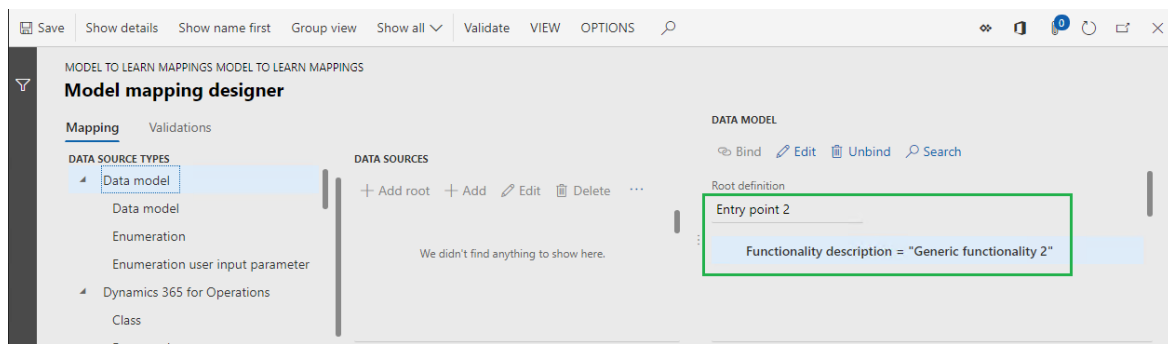 Save Show details Show name first Group view Show all Validate VIEW OPTIONS 0
MODEL TO LEARN MAPPINGS MODEL TO LEARN MAPPINGS
Model mapping designer
Mapping Validations
DATA SOURCE TYPES
Data model
Data model
Enumeration
Enumeration user input parameter
Dynamics 365 for Operations
Class
DATA SOURCES
+ Add root + Add Edit Delete ...
We didn't find anything to show here.
DATA MODEL
Bind Edit Unbind Search
Root definition
Entry point 2
Functionality description = "Generic functionality 2"